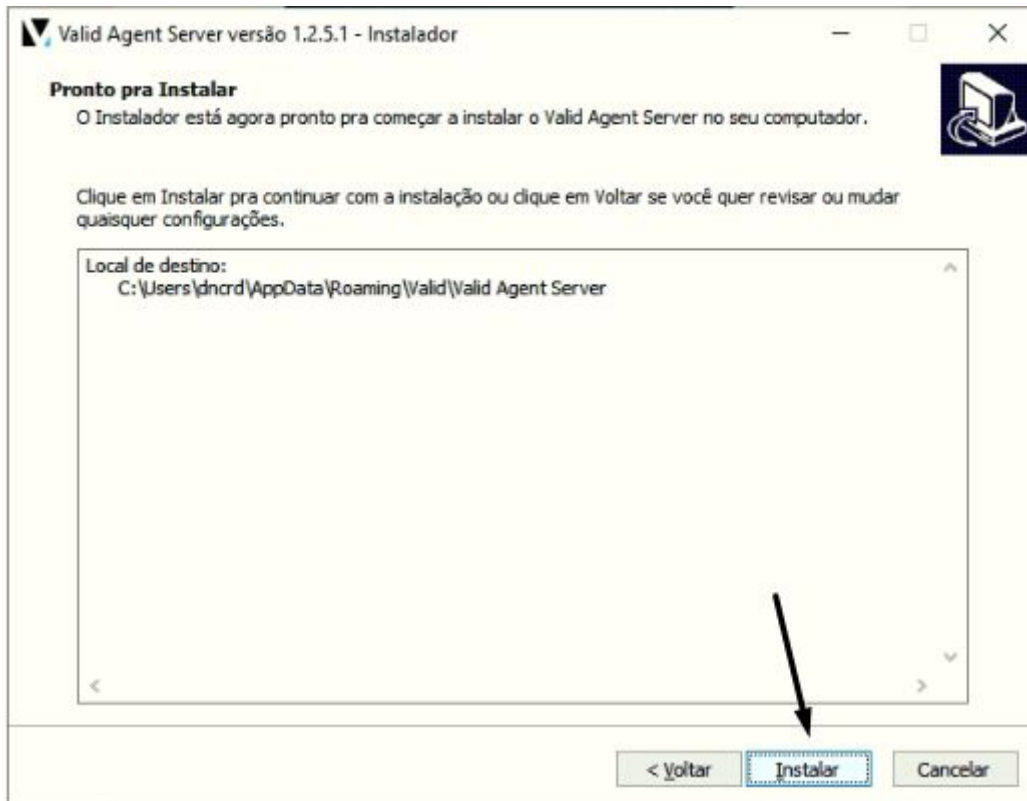 Valid Agent Server versão 1.2.5.1 - Instalador
Pronto pra Instalar
O Instalador está agora pronto pra começar a instalar o Valid Agent Server no seu computador.
Clique em Instalar pra continuar com a instalação ou clique em Voltar se você quer revisar ou mudar
quaisquer configurações.
Local de destino:
C:\Users\dncrd\AppData\Roaming\Valid\Valid Agent Server
< Voltar Instalar Cancelar